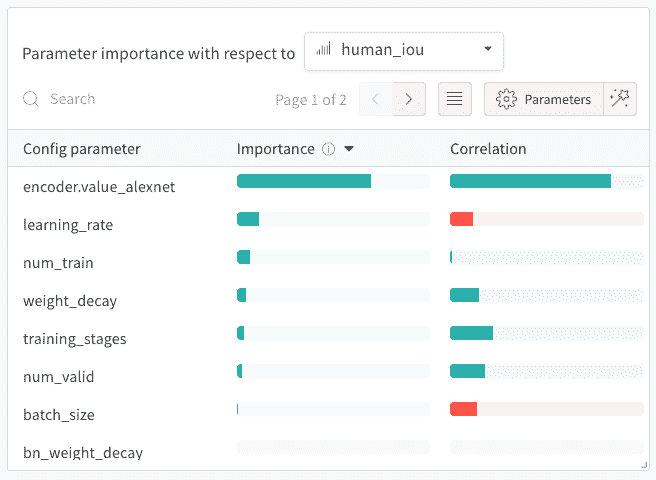 Parameter importance with respect to human_iou
Search Page 1 of 2 Parameters
Config parameter Importance Correlation
encoder.value_alexnet
learning_rate
num_train
weight_decay
training_stages
num_valid
batch_size
bn_weight_decay